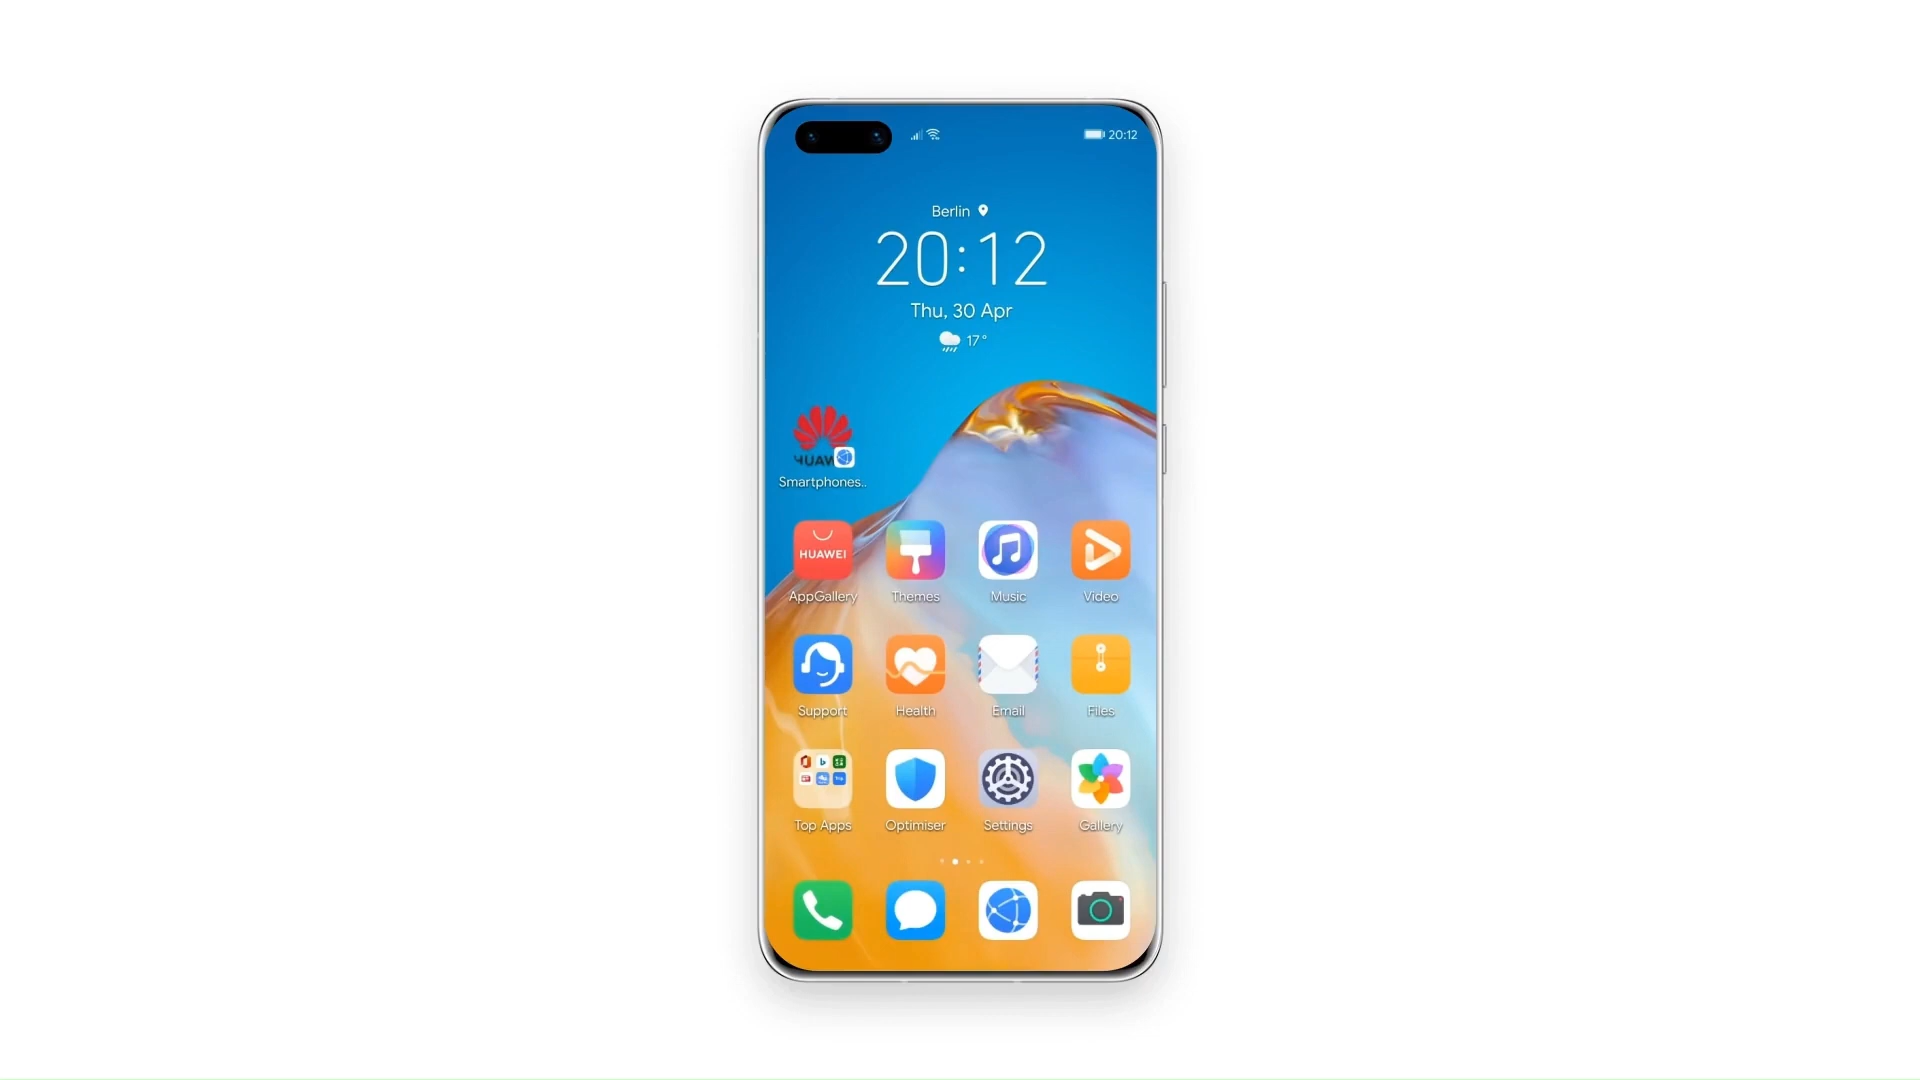 20:12
Berlin
20:12
Thu, 30 Apr
17°
HUAW
Smartphones..
HUAWEI
AppGallery
Themes
Music
Video
Support
Health
Email
Files
Top Apps
Optimiser
Settings
Gallery